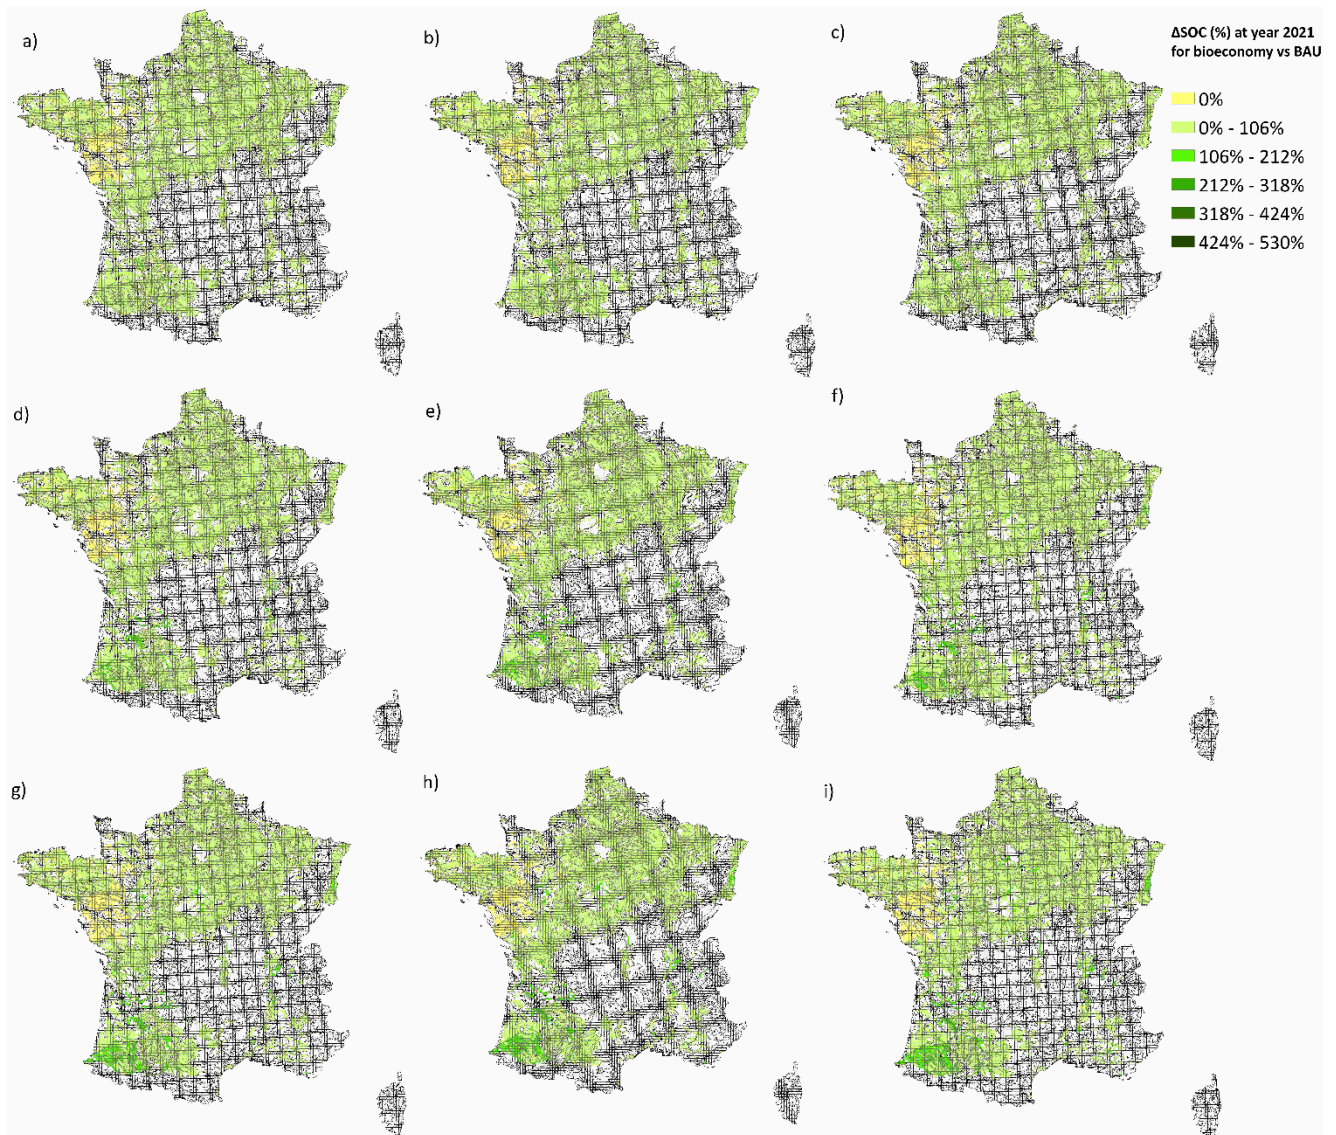 a)
b)
c)
ΔSOC (%) at year 2021
for bioeconomy vs BAU
0%
0% - 106%
106% - 212%
212% - 318%
318% - 424%
424% - 530%
d)
e)
f)
g)
h)
i)